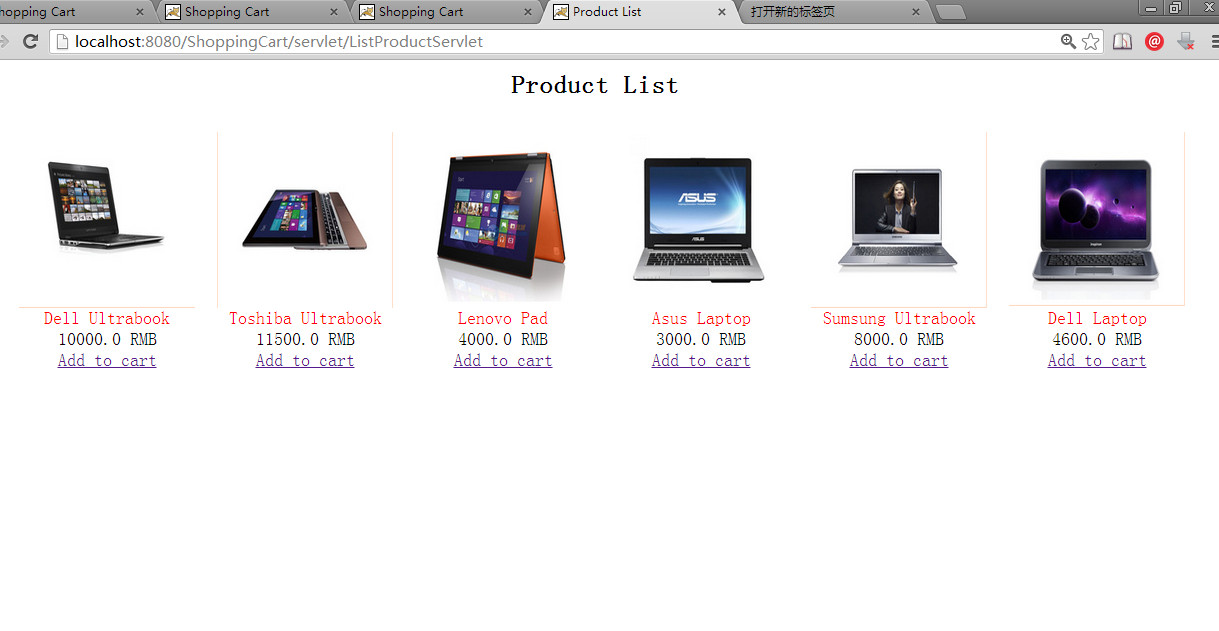 hopping Cart
Shopping Cart
Shopping Cart
Product List
打开新的标签页
localhost:8080/ShoppingCart/servlet/ListProductServlet
Product List
ASUS
Dell Ultrabook
10000.0 RMB
Add to cart
Toshiba Ultrabook
11500.0 RMB
Add to cart
Lenovo Pad
4000.0 RMB
Add to cart
Asus Laptop
3000.0 RMB
Add to cart
Sumsung Ultrabook
8000.0 RMB
Add to cart
Dell Laptop
4600.0 RMB
Add to cart